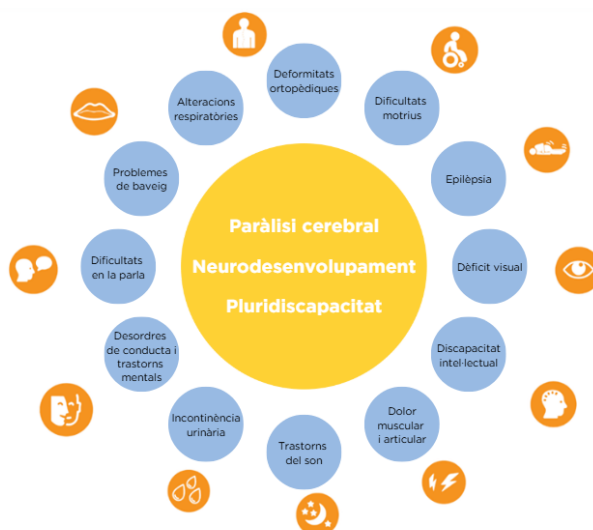 Paràlisi cerebral
Neurodesenvolupament
Pluridiscapacitat
Deformitats
ortopèdiques
Dificultats
motrius
Epilèpsia
Dèficit visual
Discapacitat
intel·lectual
Dolor
muscular
i articular
Trastorns
del son
Incontinència
urinària
Desordres
de conducta i
trastorns
mentals
Dificultats
en la parla
Problemes
de baveig
Alteracions
respiratòries